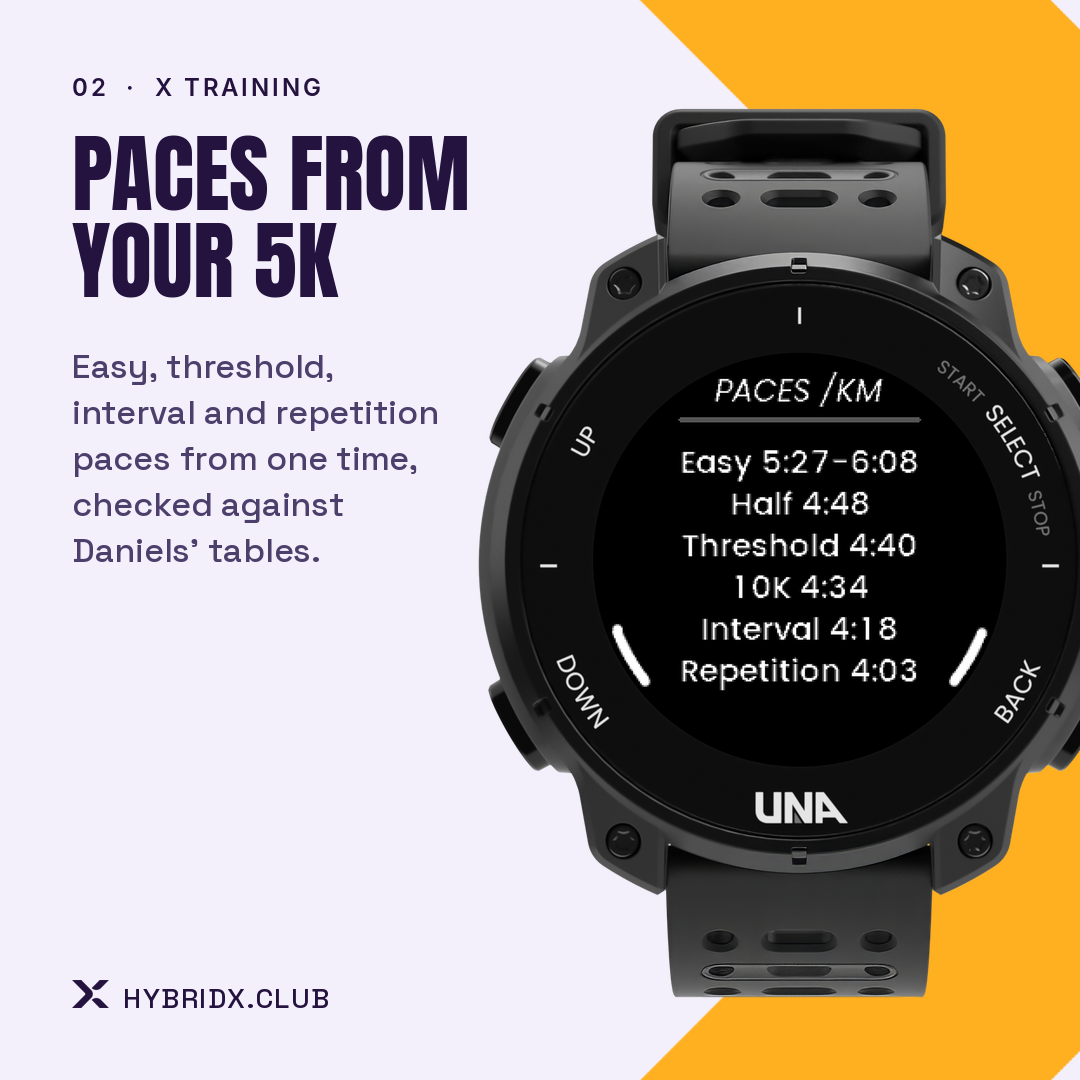 02 · X TRAINING
PACES FROM
YOUR 5K
Easy, threshold,
interval and repetition
paces from one time,
checked against
Daniels’ tables.
START SELECT STOP
UP
PACES /KM
Easy 5:27-6:08
Half 4:48
Threshold 4:40
10K 4:34
Interval 4:18
Repetition 4:03
DOWN
BACK
UNA
HYBRIDX.CLUB